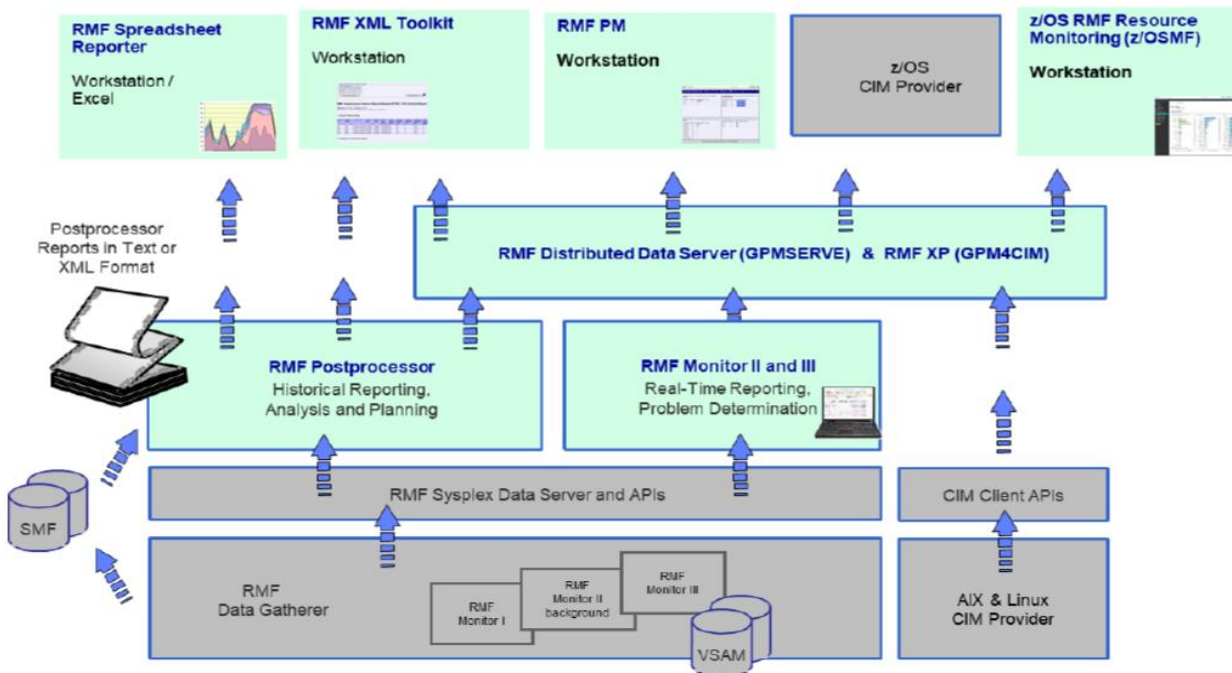 RMF Spreadsheet
Reporter
Workstation /
Excel
RMF XML Toolkit
Workstation
RMF PM
Workstation
z/OS
CIM Provider
z/OS RMF Resource
Monitoring (z/OSMF)
Workstation
Postprocessor
Reports in Text or
XML Format
RMF Distributed Data Server (GPMSERVE) & RMF XP (GPM4CIM)
RMF Postprocessor
Historical Reporting,
Analysis and Planning
RMF Monitor II and III
Real-Time Reporting,
Problem Determination
SMF
RMF Sysplex Data Server and APIs
CIM Client APIs
RMF
Data Gatherer
RMF
Monitor I
RMF
Monitor II
background
RMF
Monitor III
VSAM
AIX & Linux
CIM Provider